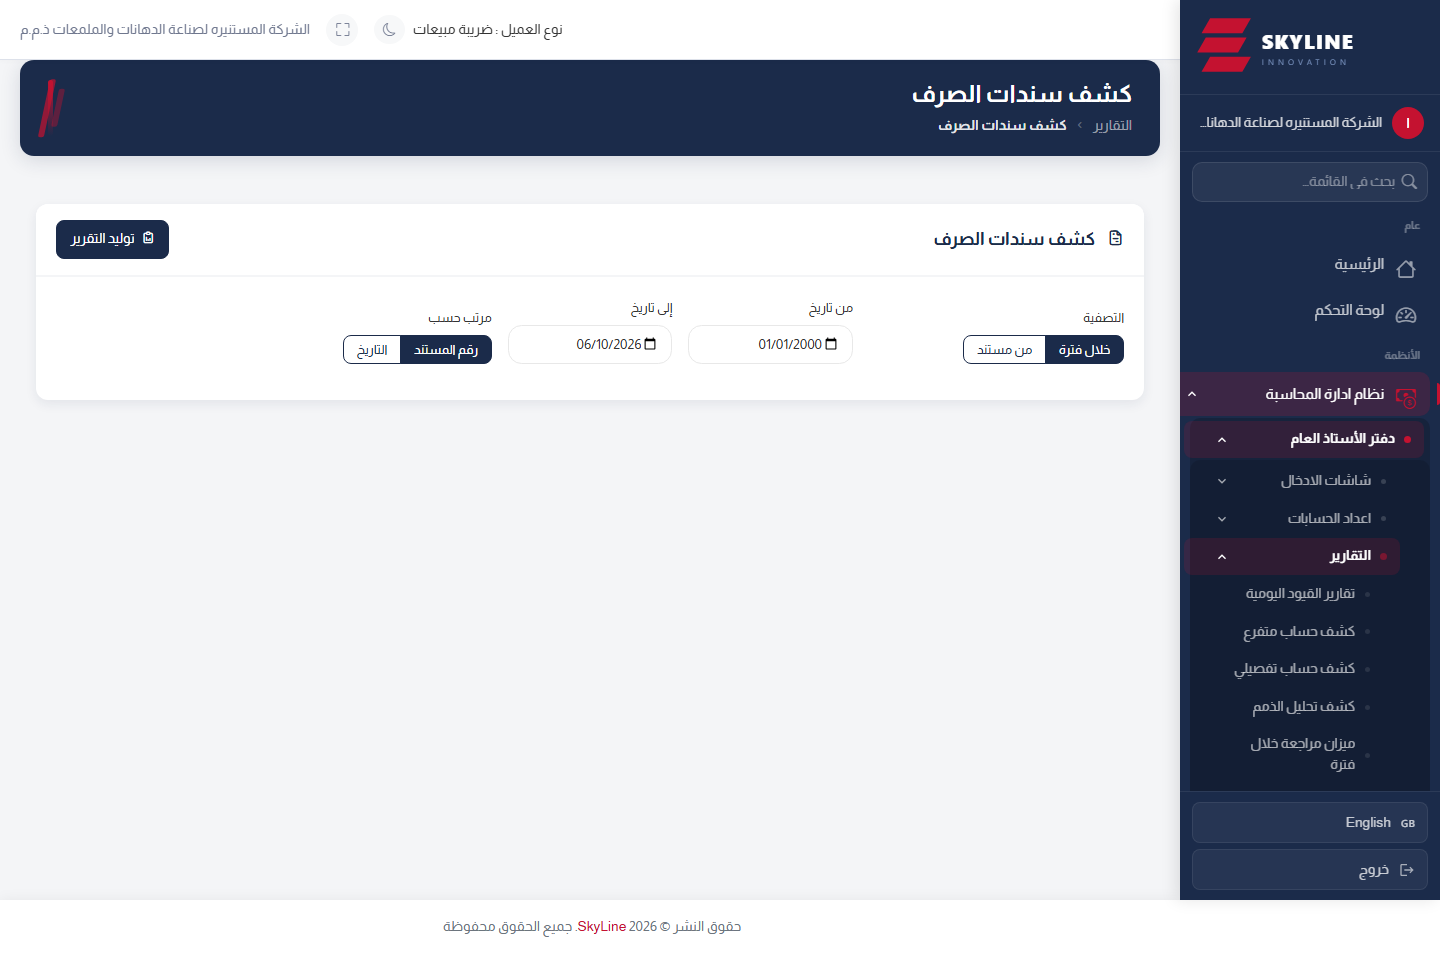 SKYLINE
INNOVATION
ا
الشركة المستنيره لصناعة الدهانا...
بحث في القائمة...
عام
الرئيسية
لوحة التحكم
الأنظمة
نظام ادارة المحاسبة
دفتر الأستاذ العام
شاشات الادخال
اعداد الحسابات
التقارير
تقارير القيود اليومية
كشف حساب متفرع
كشف حساب تفصيلي
كشف تحليل الذمم
ميزان مراجعة خلال
فترة
GB English
خروج
نوع العميل : ضريبة مبيعات
الشركة المستنيره لصناعة الدهانات والملمعات ذ.م.م
كشف سندات الصرف
التقارير › كشف سندات الصرف
كشف سندات الصرف
توليد التقرير
التصفية
خلال فترة
من مستند
من تاريخ
01/01/2000
إلى تاريخ
06/10/2026
مرتب حسب
رقم المستند
التاريخ
حقوق النشر © 2026 SkyLine. جميع الحقوق محفوظة